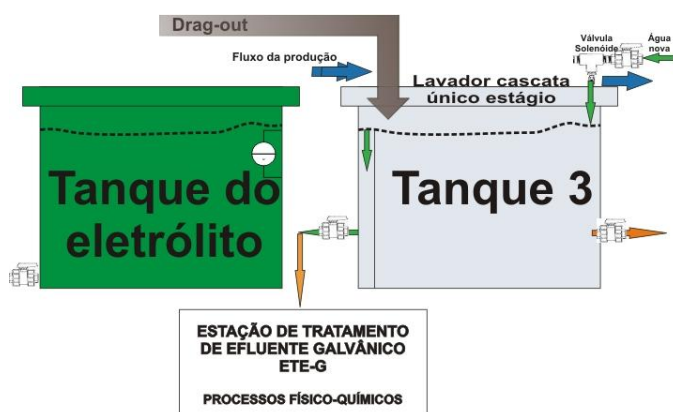 Drag-out
Fluxo da produção
Válvula
Solenóide
Água
nova
Lavador cascata
único estágio
Tanque do
eletrólito
Tanque 3
ESTAÇÃO DE TRATAMENTO
DE EFLUENTE GALVÂNICO
ETE-G
PROCESSOS FÍSICO-QUÍMICOS